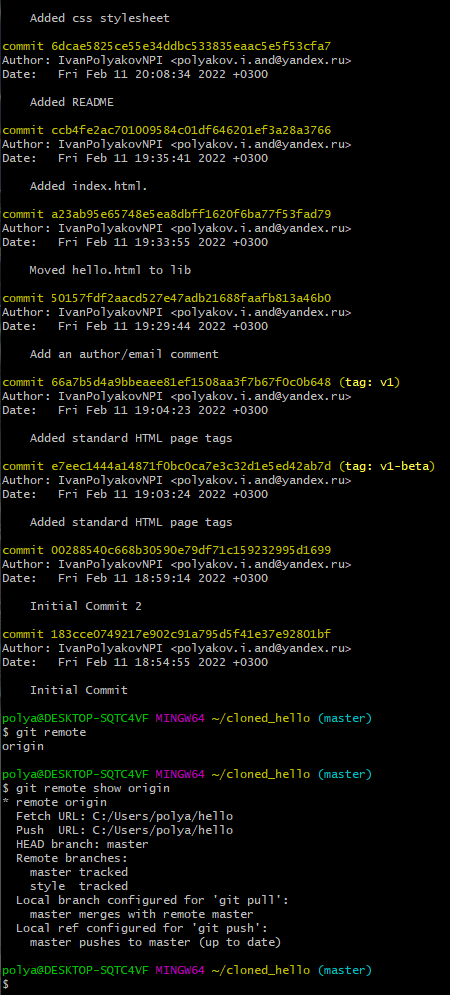 Added css stylesheet
commit 6dcae5825ce55e34ddbc533835eaac5e5f53cfa7
Author: IvanPolyakovNPI <polyakov.i.and@yandex.ru>
Date:   Fri Feb 11 20:08:34 2022 +0300
    Added README
commit ccb4fe2ac701009584c01df646201ef3a28a3766
Author: IvanPolyakovNPI <polyakov.i.and@yandex.ru>
Date:   Fri Feb 11 19:35:41 2022 +0300
    Added index.html.
commit a23ab95e65748e5ea8dbff1620f6ba77f53fad79
Author: IvanPolyakovNPI <polyakov.i.and@yandex.ru>
Date:   Fri Feb 11 19:33:55 2022 +0300
    Moved hello.html to lib
commit 50157fdf2aacd527e47adb21688faafb813a46b0
Author: IvanPolyakovNPI <polyakov.i.and@yandex.ru>
Date:   Fri Feb 11 19:29:44 2022 +0300
    Add an author/email comment
commit 66a7b5d4a9bbeaee81ef1508aa3f7b67f0c0b648 (tag: v1)
Author: IvanPolyakovNPI <polyakov.i.and@yandex.ru>
Date:   Fri Feb 11 19:04:23 2022 +0300
    Added standard HTML page tags
commit e7eec1444a14871f0bc0ca7e3c32d1e5ed42ab7d (tag: v1-beta)
Author: IvanPolyakovNPI <polyakov.i.and@yandex.ru>
Date:   Fri Feb 11 19:03:24 2022 +0300
    Added standard HTML page tags
commit 00288540c668b30590e79df71c159232995d1699
Author: IvanPolyakovNPI <polyakov.i.and@yandex.ru>
Date:   Fri Feb 11 18:59:14 2022 +0300
    Initial Commit 2
commit 183cce0749217e902c91a795d5f41e37e92801bf
Author: IvanPolyakovNPI <polyakov.i.and@yandex.ru>
Date:   Fri Feb 11 18:54:55 2022 +0300
    Initial Commit
polya@DESKTOP-SQTC4VF MINGW64 ~/cloned_hello (master)
$ git remote
origin
polya@DESKTOP-SQTC4VF MINGW64 ~/cloned_hello (master)
$ git remote show origin
* remote origin
  Fetch URL: C:/Users/polya/hello
  Push  URL: C:/Users/polya/hello
  HEAD branch: master
  Remote branches:
    master tracked
    style  tracked
  Local branch configured for 'git pull':
    master merges with remote master
  Local ref configured for 'git push':
    master pushes to master (up to date)
polya@DESKTOP-SQTC4VF MINGW64 ~/cloned_hello (master)
$